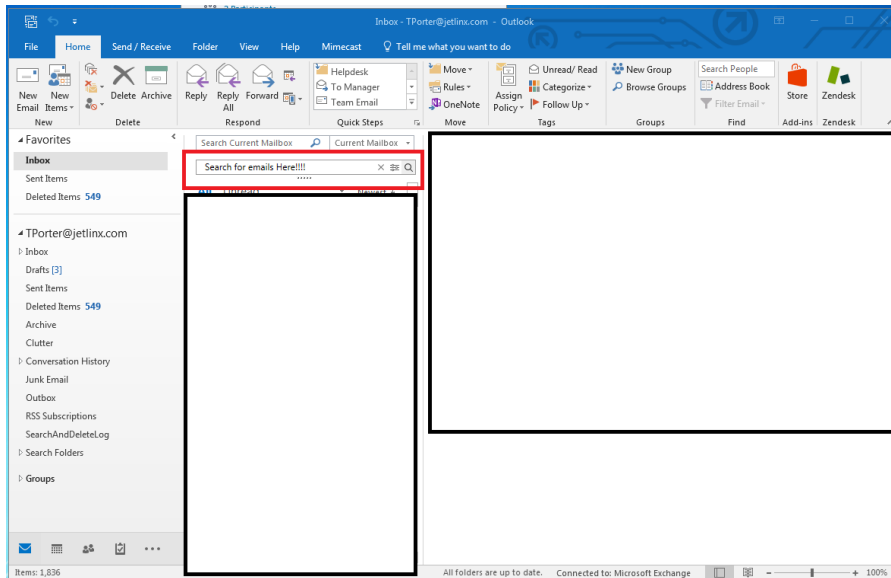 2 Participants
Inbox - TPorter@jetlinx.com - Outlook
File Home Send / Receive Folder View Help Mimecast Tell me what you want to do
New Email
New Items
Delete
Archive
Reply
Reply All
Forward
Helpdesk
To Manager
Team Email
Move
Rules
OneNote
Assign Policy
Unread/ Read
Categorize
Follow Up
New Group
Browse Groups
Search People
Address Book
Filter Email
Store
Zendesk
New Delete Respond Quick Steps Move Tags Groups Find Add-ins Zendesk
Favorites
Inbox
Sent Items
Deleted Items 549
TPorter@jetlinx.com
Inbox
Drafts [3]
Sent Items
Deleted Items 549
Archive
Clutter
Conversation History
Junk Email
Outbox
RSS Subscriptions
SearchAndDeleteLog
Search Folders
Groups
Search Current Mailbox Current Mailbox
Search for emails Here!!!!
All Unread Newest
Items: 1,836
All folders are up to date. Connected to: Microsoft Exchange 100%